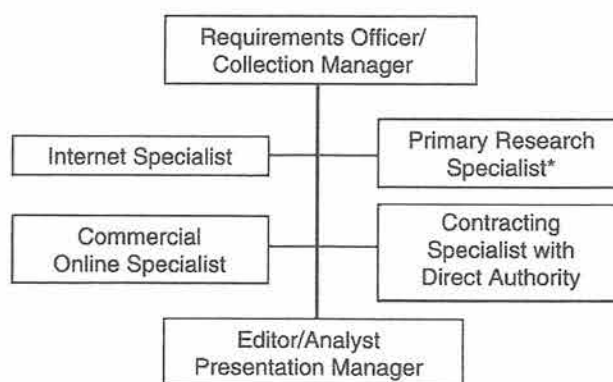 Requirements Officer/
Collection Manager
Internet Specialist
Primary Research
Specialist*
Commercial
Online Specialist
Contracting
Specialist with
Direct Authority
Editor/Analyst
Presentation Manager